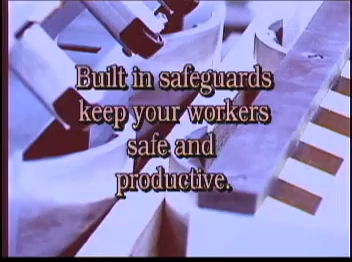 Built in safeguards
keep your workers
safe and
productive.